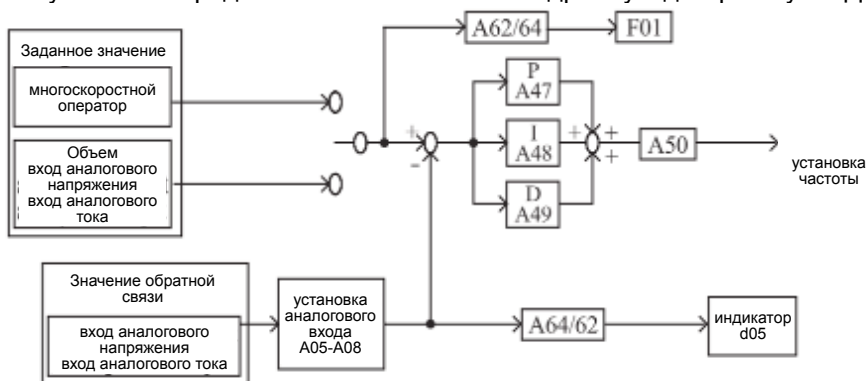 A62/64
F01
Заданное значение
многоскоростной
оператор
P
A47
I
A48
D
A49
+
-
+
+
+
A50
установка
частоты
Объем
вход аналогового
напряжения
вход аналогового
тока
Значение обратной
связи
вход аналогового
напряжения
вход аналогового тока
установка
аналогового
входа
A05-A08
A64/62
индикатор
d05